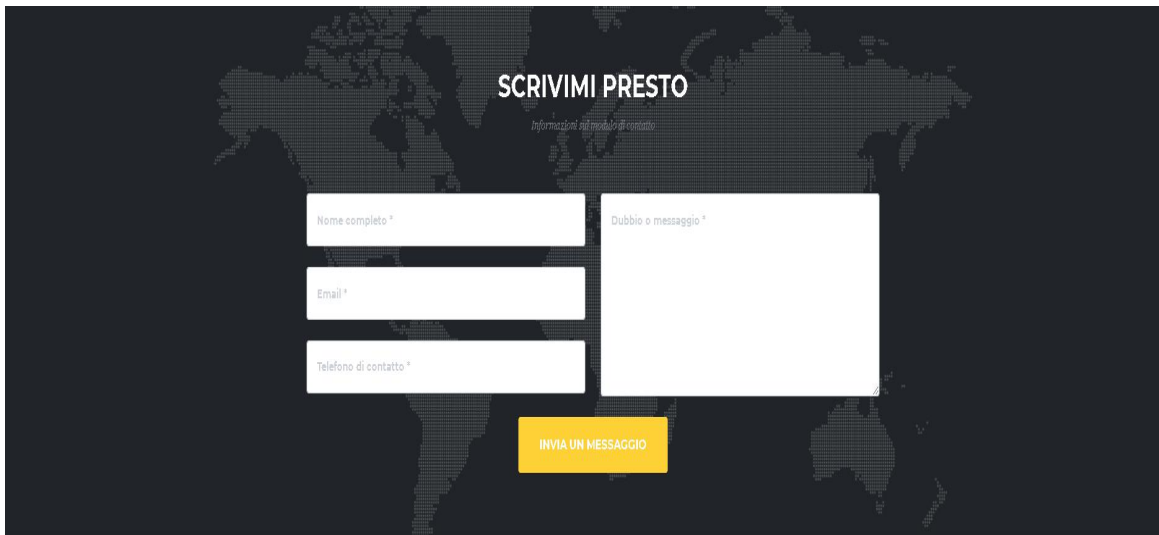 SCRIVIMI PRESTO
Informazioni sul modulo di contatto
Nome completo *
Dubbio o messaggio *
Email *
Telefono di contatto *
INVIA UN MESSAGGIO